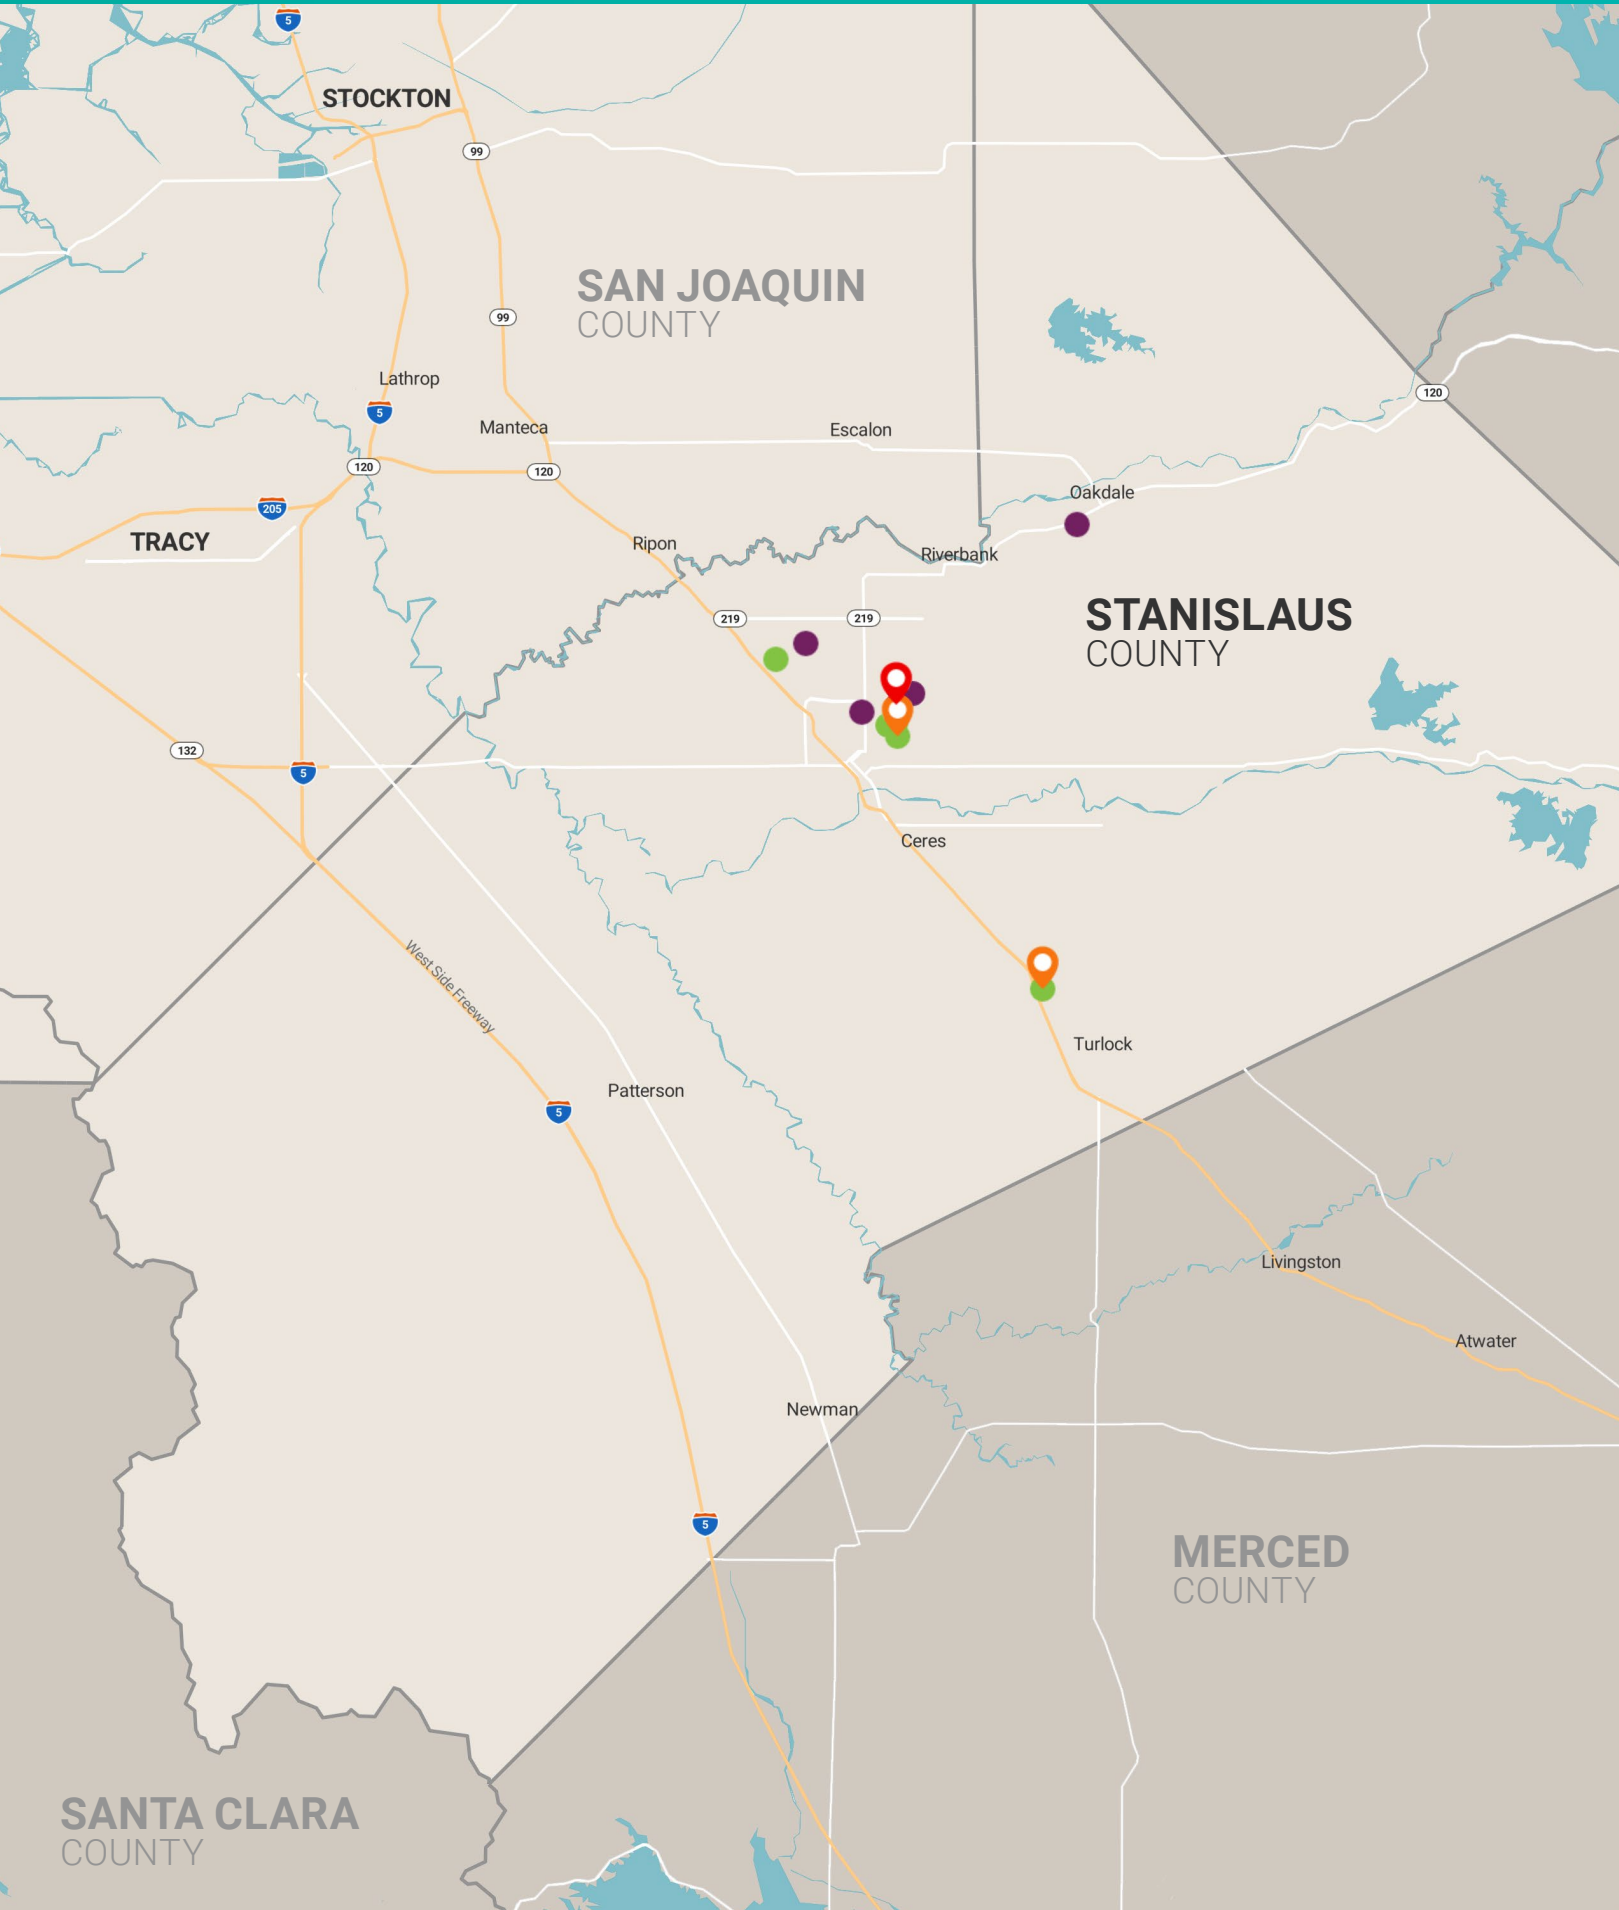 5
STOCKTON
99
SAN JOAQUIN
COUNTY
99
Lathrop
5
120
Manteca
Escalon
120
120
Oakdale
205
TRACY
Ripon
Riverbank
219
219
STANISLAUS
COUNTY
132
5
Ceres
West Side Freeway
Turlock
Patterson
5
Livingston
Atwater
Newman
5
MERCED
COUNTY
SANTA CLARA
COUNTY